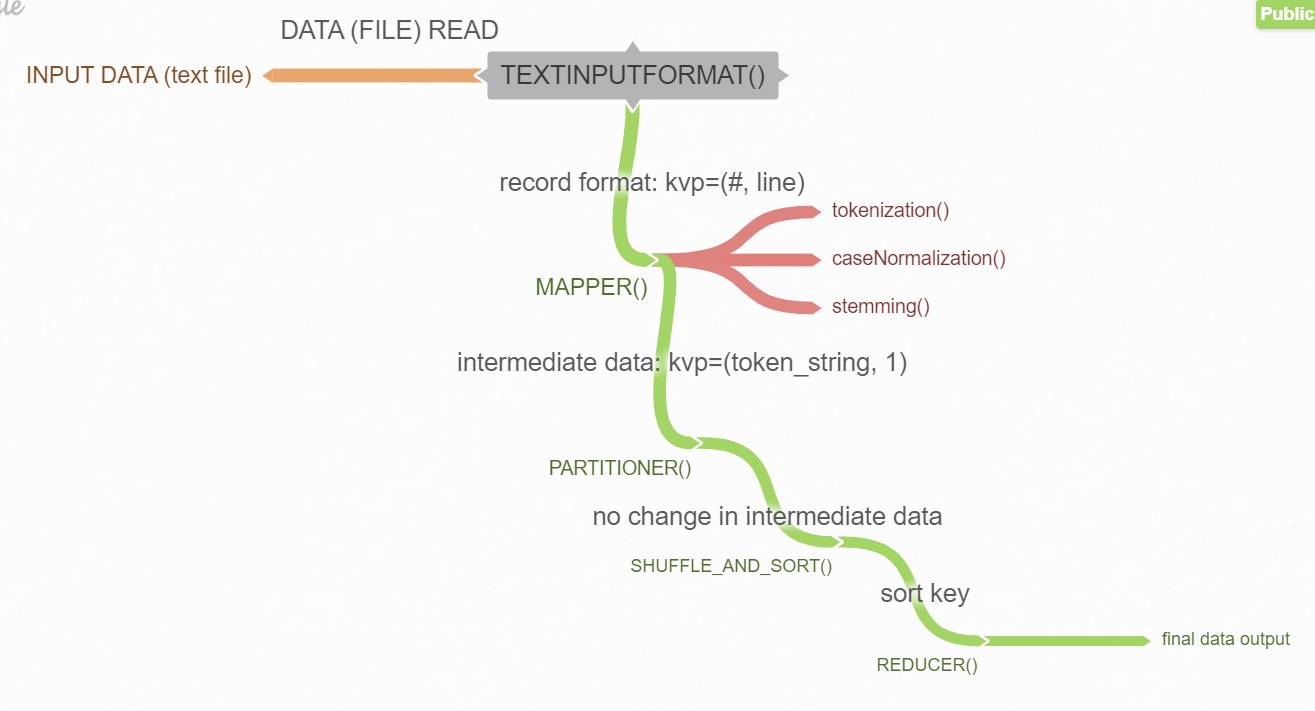 Public
DATA (FILE) READ
INPUT DATA (text file)
TEXTINPUTFORMAT()
record format: kvp=(#, line)
tokenization()
caseNormalization()
stemming()
MAPPER()
intermediate data: kvp=(token_string, 1)
PARTITIONER()
no change in intermediate data
SHUFFLE_AND_SORT()
sort key
REDUCER()
final data output